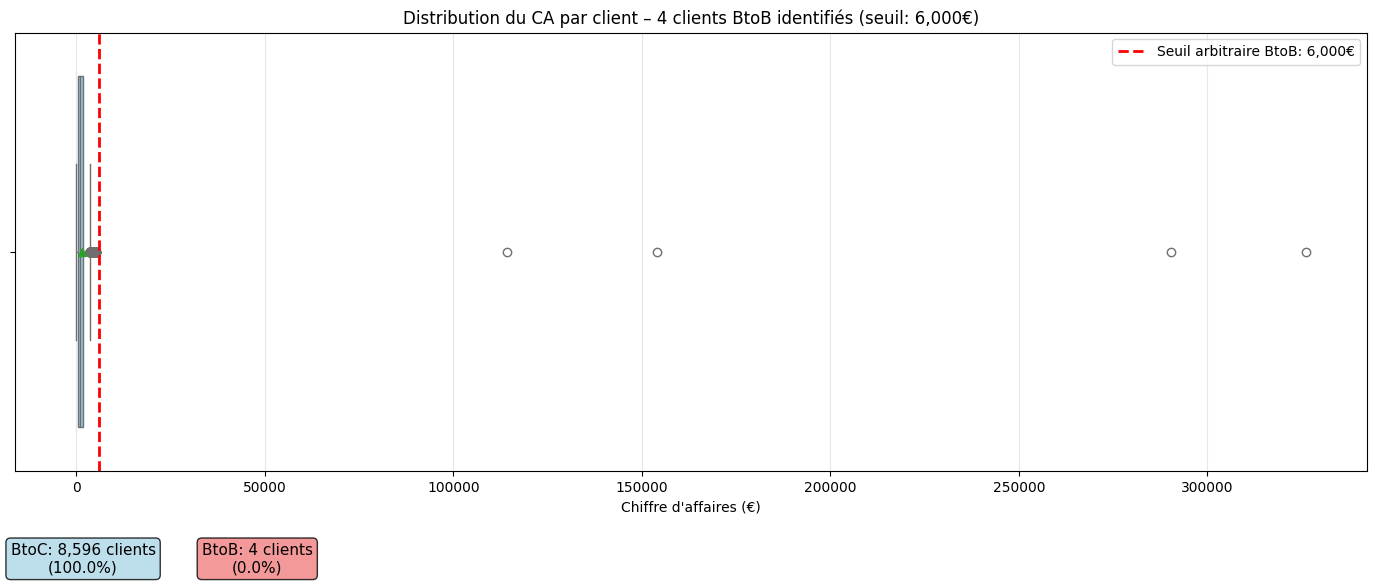 Distribution du CA par client – 4 clients BtoB identifiés (seuil: 6,000€)
Seuil arbitraire BtoB: 6,000€
0 50000 100000 150000 200000 250000 300000
Chiffre d'affaires (€)
BtoC: 8,596 clients
(100.0%)
BtoB: 4 clients
(0.0%)